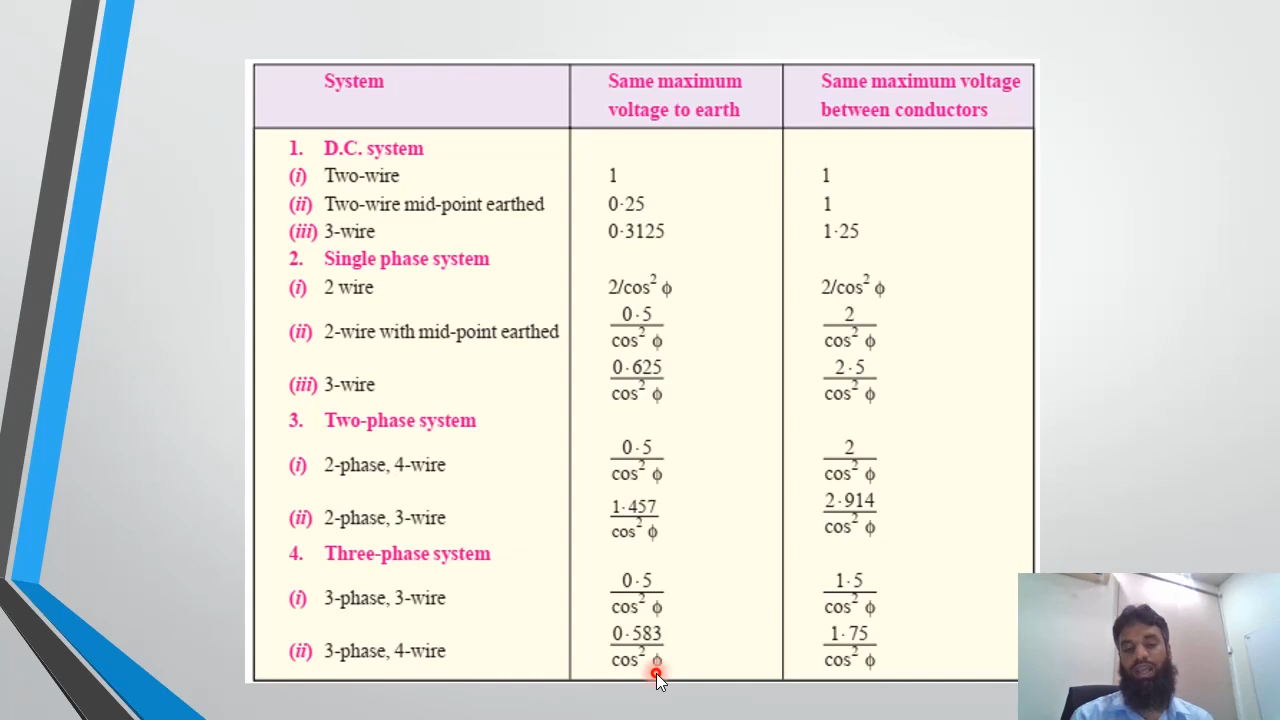 System Same maximum voltage to earth Same maximum voltage between conductors
1. D.C. system
(i) Two-wire 1 1
(ii) Two-wire mid-point earthed 0·25 1
(iii) 3-wire 0·3125 1·25
2. Single phase system
(i) 2 wire 2/cos² ϕ 2/cos² ϕ
(ii) 2-wire with mid-point earthed 0·5/cos² ϕ 2/cos² ϕ
(iii) 3-wire 0·625/cos² ϕ 2·5/cos² ϕ
3. Two-phase system
(i) 2-phase, 4-wire 0·5/cos² ϕ 2/cos² ϕ
(ii) 2-phase, 3-wire 1·457/cos² ϕ 2·914/cos² ϕ
4. Three-phase system
(i) 3-phase, 3-wire 0·5/cos² ϕ 1·5/cos² ϕ
(ii) 3-phase, 4-wire 0·583/cos² ϕ 1·75/cos² ϕ